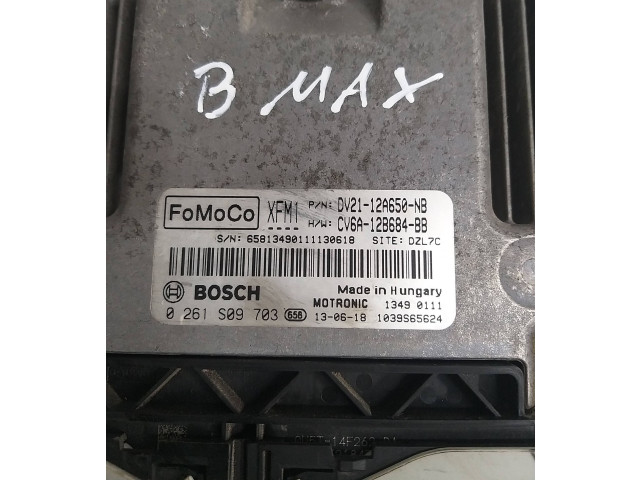 B MAX
FoMoCo XFM1 P/N: DV21-12A650-NB
H/W: CV6A-12B684-BB
S/N: 65813490111130618 SITE: DZL7C
BOSCH Made in Hungary
MOTRONIC 1349 0111
0 261 S09 703 658 13-06-18 1039S65624